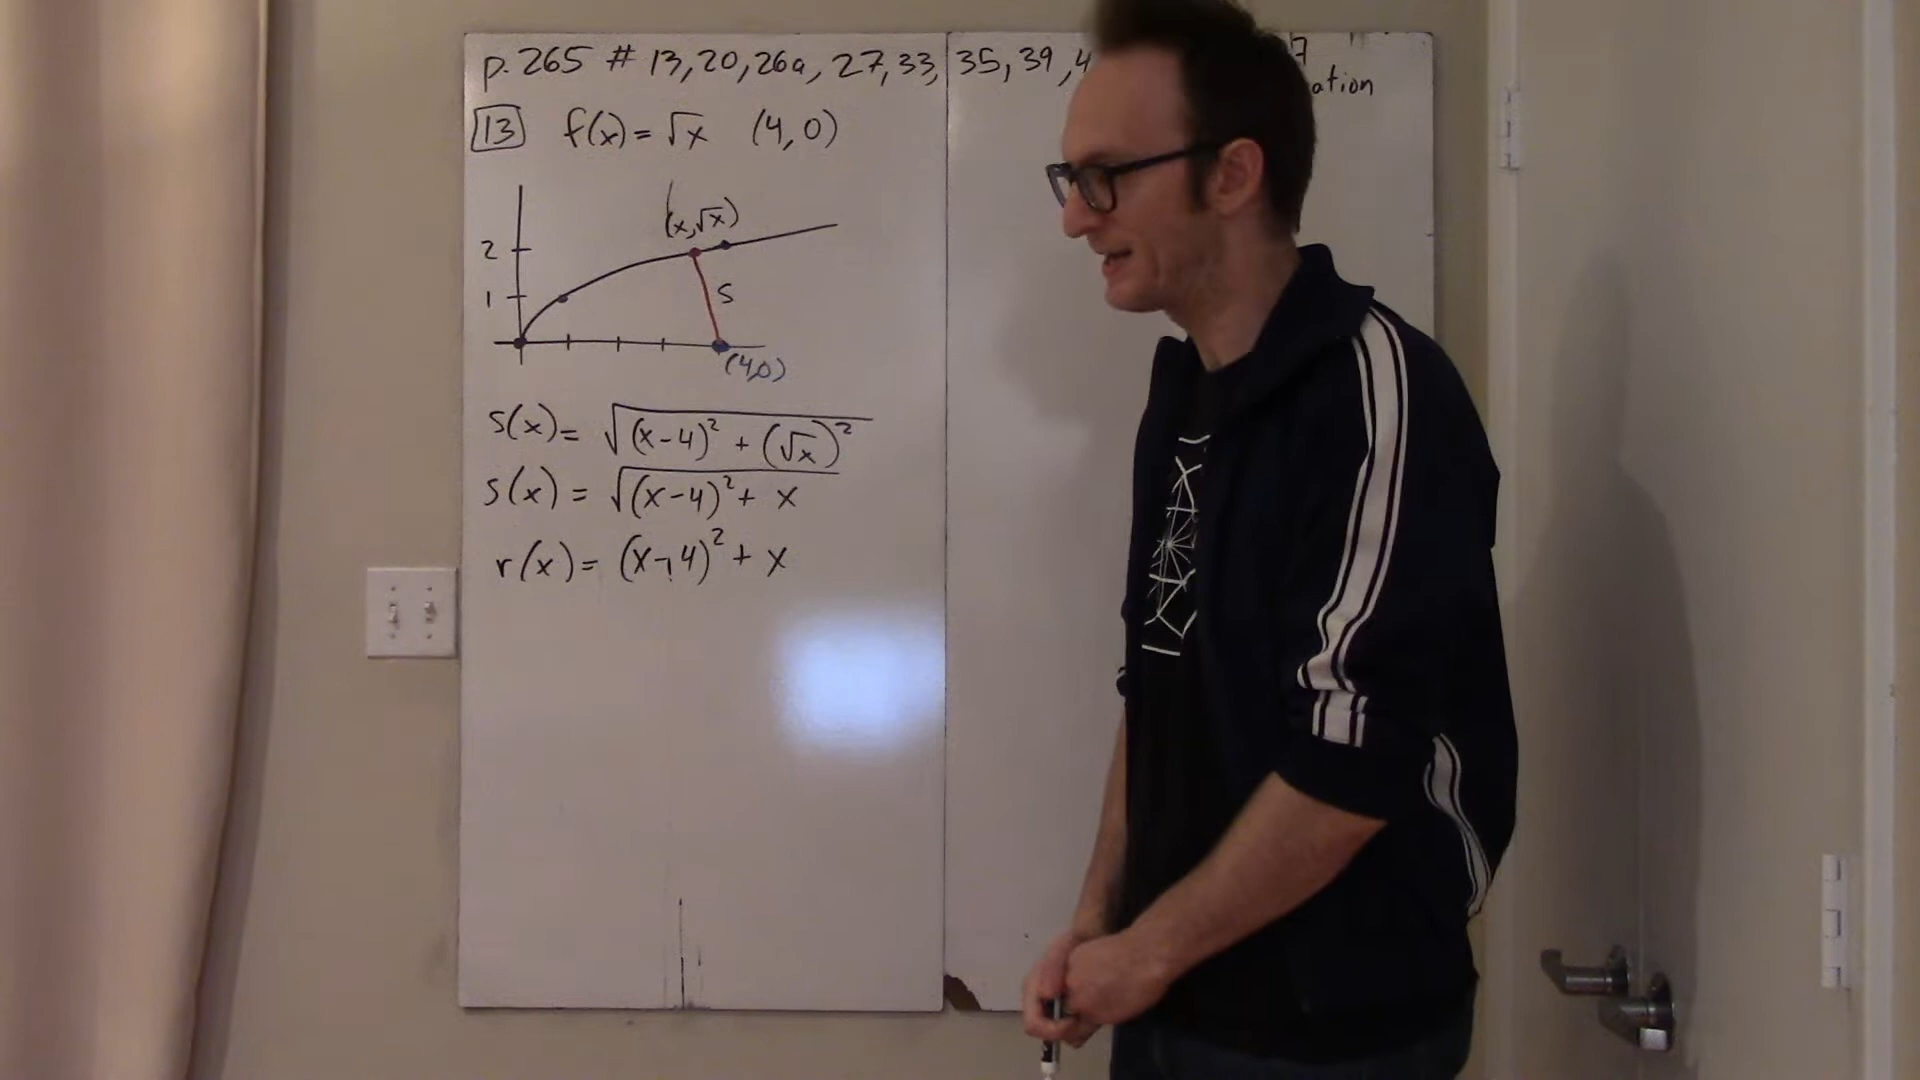 p. 265 # 13, 20, 26a, 27, 33, 35, 39, 4 7
ation
13 f(x) = √x (4, 0)
(x, √x)
2
1
s
(4,0)
s(x) = √((x-4)² + (√x)²)
s(x) = √((x-4)² + x)
r(x) = (x-4)² + x